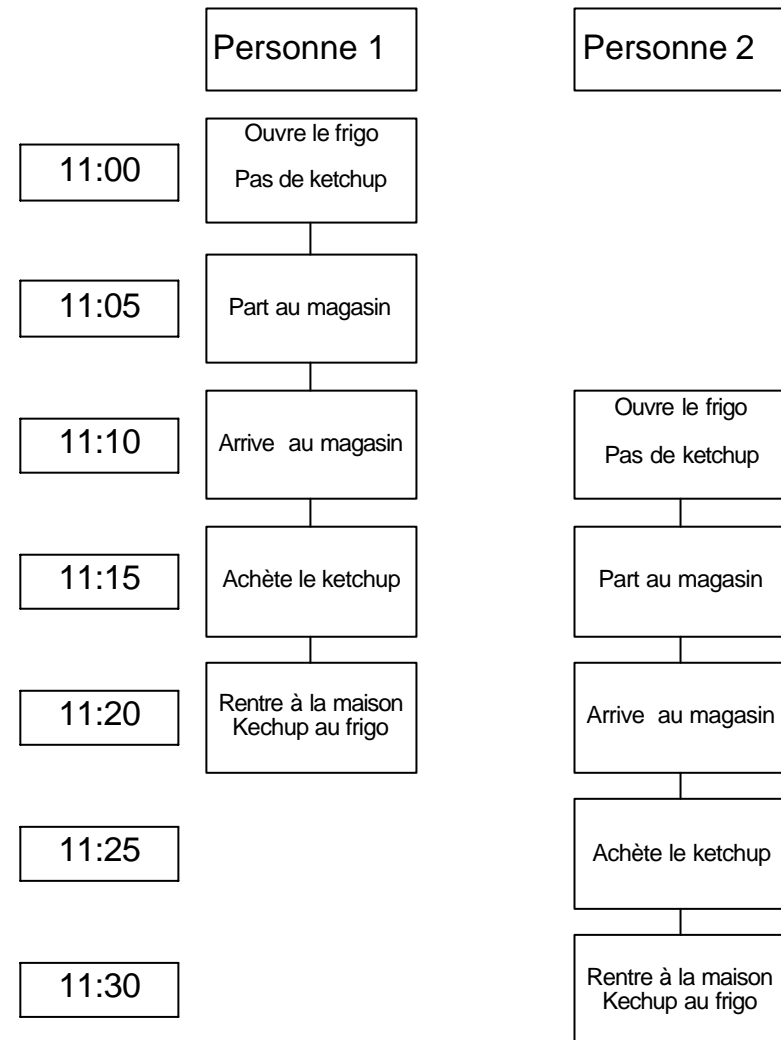 Personne 1
Personne 2
11:00
Ouvre le frigo
Pas de ketchup
11:05
Part au magasin
11:10
Arrive au magasin
Ouvre le frigo
Pas de ketchup
11:15
Achète le ketchup
Part au magasin
11:20
Rentre à la maison
Kechup au frigo
Arrive au magasin
11:25
Achète le ketchup
11:30
Rentre à la maison
Kechup au frigo